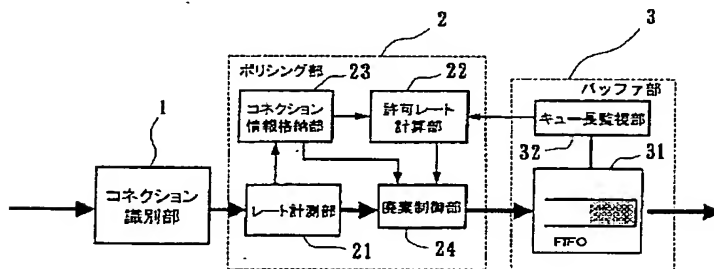 2
3
ポリシング部
23
22
バッファ部
1
コネクション
情報格納部
許可レート
計算部
キュー長監視部
32
31
コネクション
識別部
レート計測部
廃棄制御部
21
24
FIFO